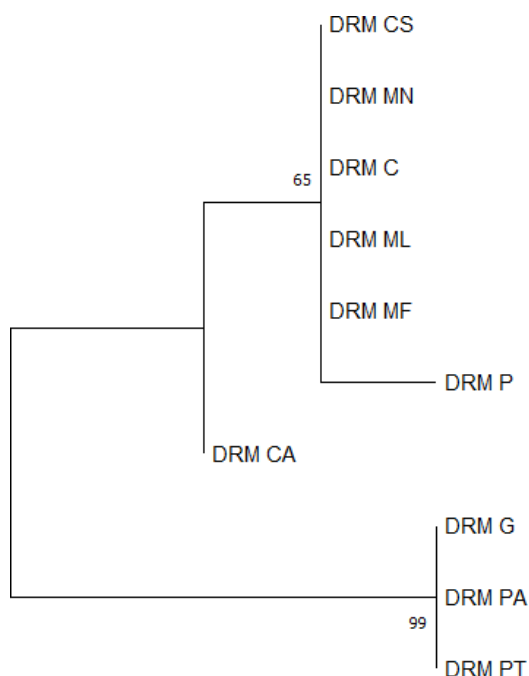 DRM CS
DRM MN
DRM C
65
DRM ML
DRM MF
DRM P
DRM CA
DRM G
DRM PA
99
DRM PT